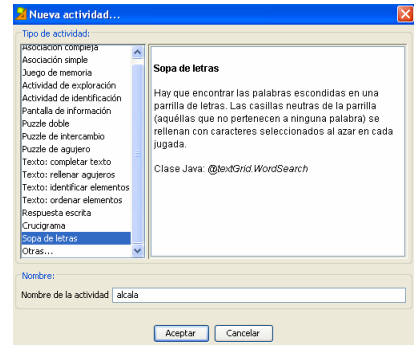 Nueva actividad...
Tipo de actividad:
Asociación compleja
Asociación simple
Juego de memoria
Actividad de exploración
Actividad de identificación
Pantalla de información
Puzzle doble
Puzzle de intercambio
Puzzle de agujero
Texto: completar texto
Texto: rellenar agujeros
Texto: identificar elementos
Texto: ordenar elementos
Respuesta escrita
Crucigrama
Sopa de letras
Otras...
Sopa de letras
Hay que encontrar las palabras escondidas en una
parrilla de letras. Las casillas neutras de la parrilla
(aquéllas que no pertenecen a ninguna palabra) se
rellenan con caracteres seleccionados al azar en cada
jugada.
Clase Java: @textGrid.WordSearch
Nombre:
Nombre de la actividad alcala
Aceptar Cancelar